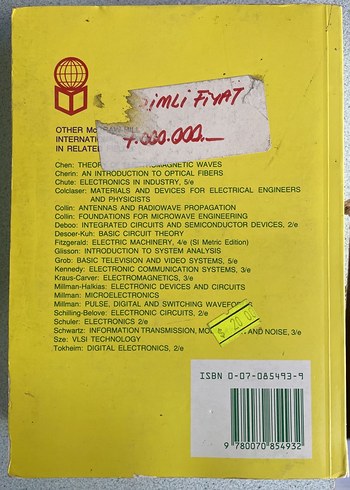 İMLİ FİYAT
7.000.000.—
OTHER
INTERNATI
IN RELATE
Chen: THEO MAGNETIC WAVES
Cherin: AN INTRODUCTION TO OPTICAL FIBERS
Chute: ELECTRONICS IN INDUSTRY, 5/e
Colclaser: MATERIALS AND DEVICES FOR ELECTRICAL ENGINEERS
AND PHYSICISTS
Collin: ANTENNAS AND RADIOWAVE PROPAGATION
Collin: FOUNDATIONS FOR MICROWAVE ENGINEERING
Deboo: INTEGRATED CIRCUITS AND SEMICONDUCTOR DEVICES, 2/e
Desoer-Kuh: BASIC CIRCUIT THEORY
Fitzgerald: ELECTRIC MACHINERY, 4/e (SI Metric Edition)
Glisson: INTRODUCTION TO SYSTEM ANALYSIS
Grob: BASIC TELEVISION AND VIDEO SYSTEMS, 5/e
Kennedy: ELECTRONIC COMMUNICATION SYSTEMS, 3/e
Kraus-Carver: ELECTROMAGNETICS, 3/e
Millman-Halkias: ELECTRONIC DEVICES AND CIRCUITS
Millman: MICROELECTRONICS
Millman: PULSE, DIGITAL AND SWITCHING WAVEFO
Schilling-Belove: ELECTRONIC CIRCUITS, 2/e
Schuler: ELECTRONICS 2/e
Schwartz: INFORMATION TRANSMISSION, MO AND NOISE, 3/e
Sze: VLSI TECHNOLOGY
Tokheim: DIGITAL ELECTRONICS, 2/e
ISBN 0-07-085493-9
9 780070 854932